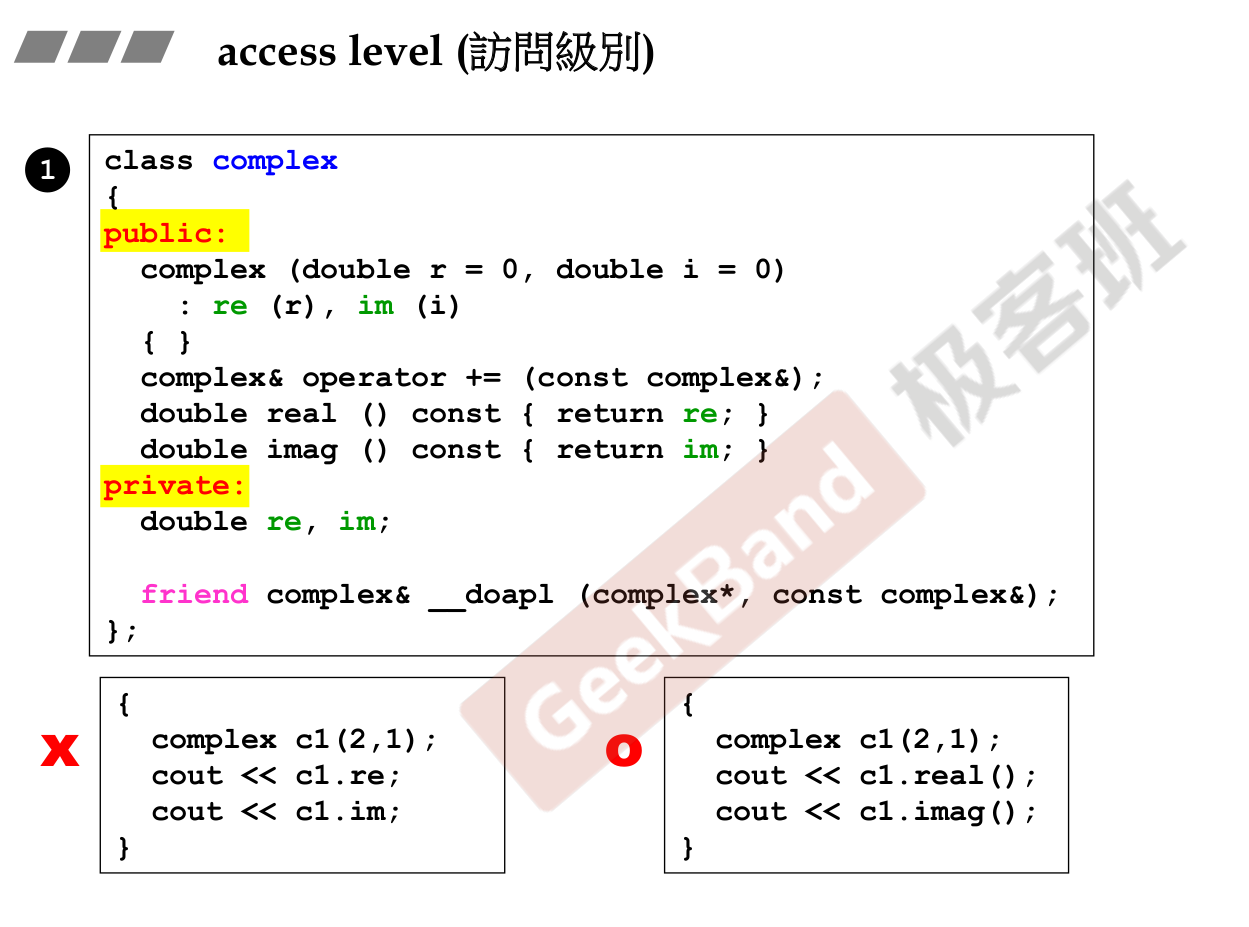 access level (訪問級別)
1
class complex
{
public:
  complex (double r = 0, double i = 0)
    : re (r), im (i)
  { }
  complex& operator += (const complex&);
  double real () const { return re; }
  double imag () const { return im; }
private:
  double re, im;
  friend complex& __doapl (complex*, const complex&);
};
x
{
  complex c1(2,1);
  cout << c1.re;
  cout << c1.im;
}
o
{
  complex c1(2,1);
  cout << c1.real();
  cout << c1.imag();
}
GeekBand 极客班